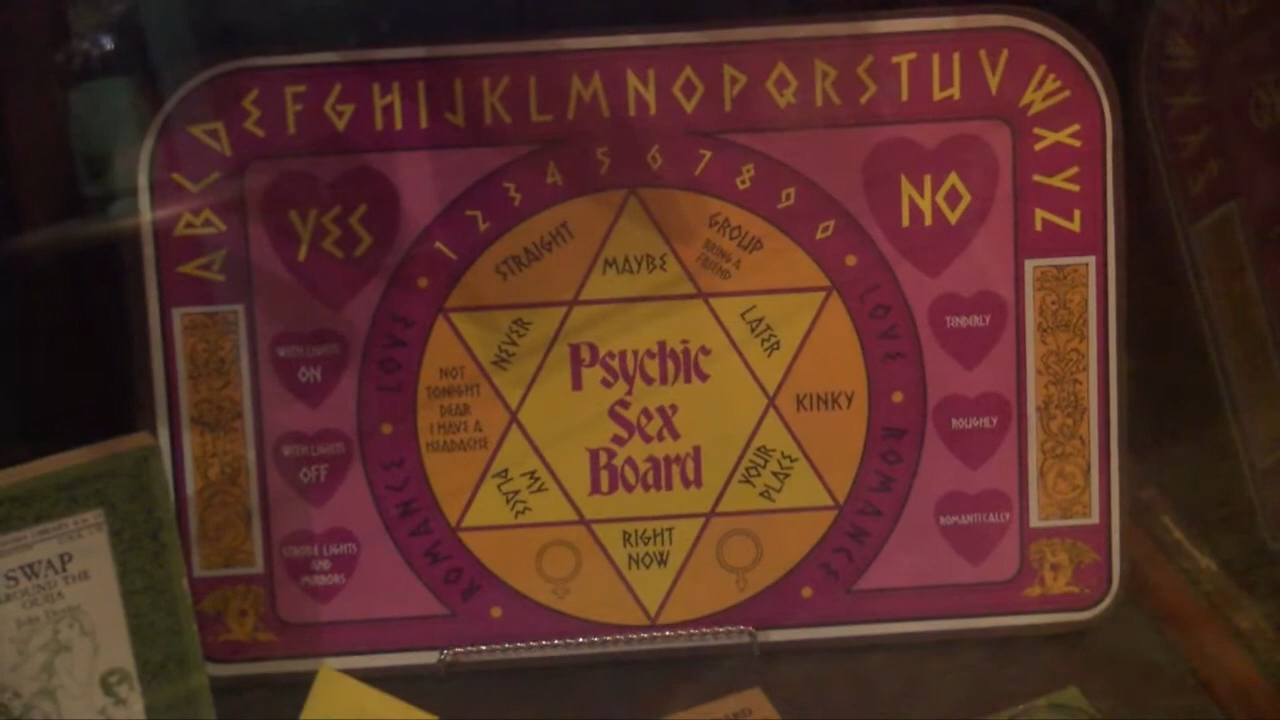 A B C D E F G H I J K L M N O P Q R S T U V W X Y Z
1 2 3 4 5 6 7 8 9 0
YES
NO
STRAIGHT
MAYBE
GROUP
BRING A
FRIEND
NEVER
LATER
NOT
TONIGHT
DEAR
I HAVE A
HEADACHE
Psychic
Sex
Board
KINKY
MY
PLACE
YOUR
PLACE
RIGHT
NOW
LOVE
ROMANCE
LOVE
ROMANCE
WITH LIGHTS
ON
WITH LIGHTS
OFF
STROBE LIGHTS
AND
MIRRORS
TENDERLY
ROUGHLY
ROMANTICALLY
SWAP
AROUND THE
OUIJA